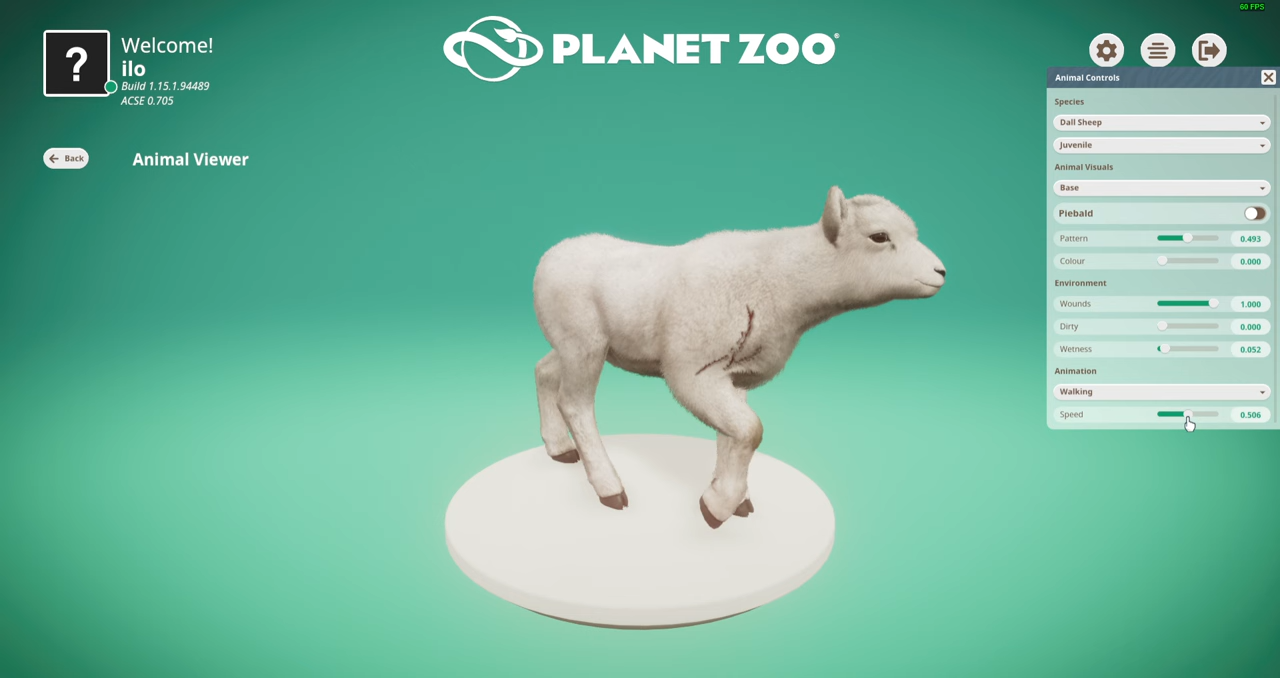 60 FPS
Welcome!
ilo
Build 1.15.1.94489
ACSE 0.705
?
PLANET ZOO®
Back
Animal Viewer
Animal Controls
Species
Dall Sheep
Juvenile
Animal Visuals
Base
Piebald
Pattern 0.493
Colour 0.000
Environment
Wounds 1.000
Dirty 0.000
Wetness 0.052
Animation
Walking
Speed 0.506